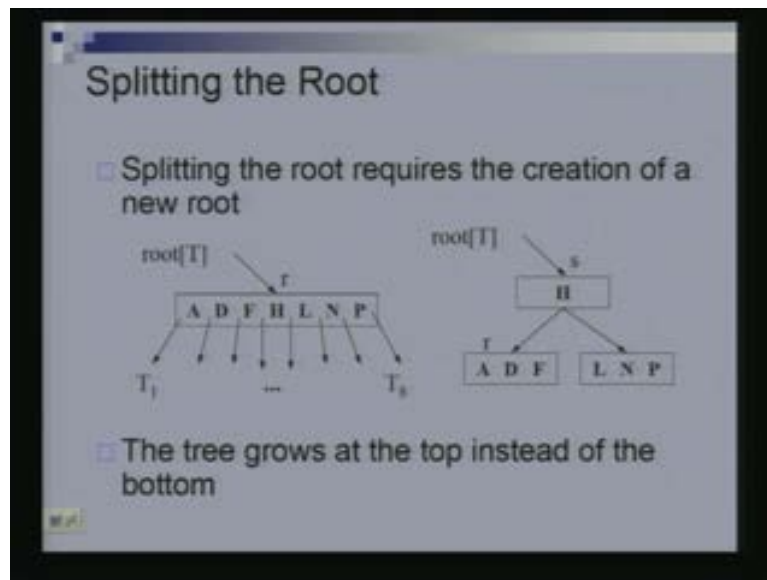 Splitting the Root
Splitting the root requires the creation of a
new root
root[T]
r
A D F H L N P
T1 ... T8
root[T]
s
H
r
A D F
L N P
The tree grows at the top instead of the
bottom